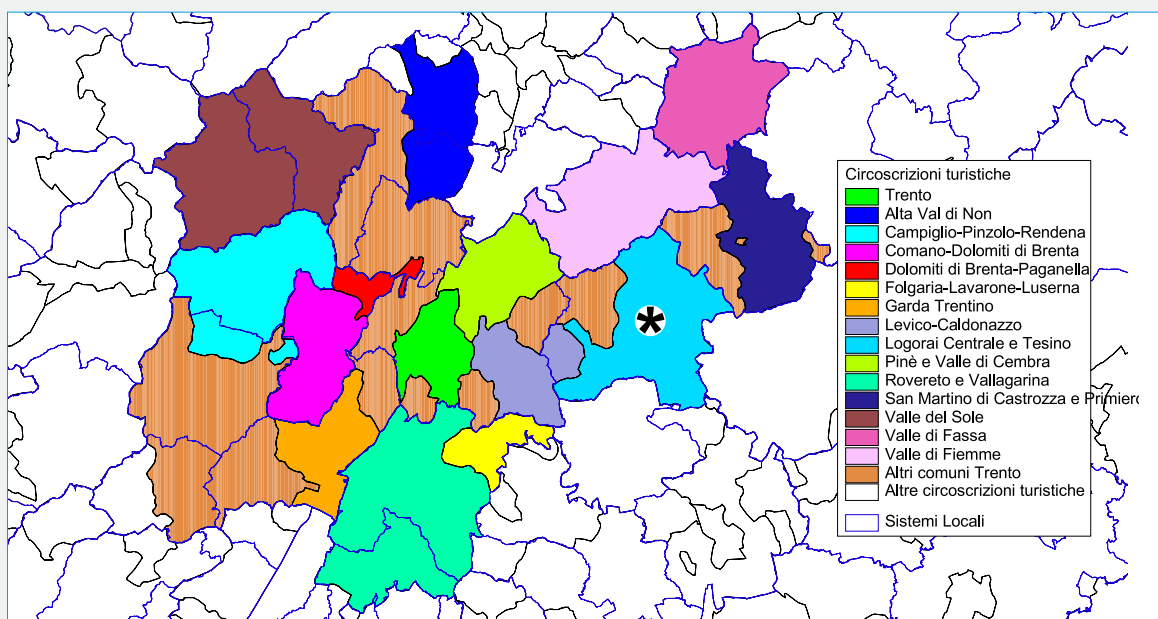 Circoscrizioni turistiche
Trento
Alta Val di Non
Campiglio-Pinzolo-Rendena
Comano-Dolomiti di Brenta
Dolomiti di Brenta-Paganella
Folgaria-Lavarone-Luserna
Garda Trentino
Levico-Caldonazzo
Logorai Centrale e Tesino
Pinè e Valle di Cembra
Rovereto e Vallagarina
San Martino di Castrozza e Primiero
Valle del Sole
Valle di Fassa
Valle di Fiemme
Altri comuni Trento
Altre circoscrizioni turistiche
Sistemi Locali
*